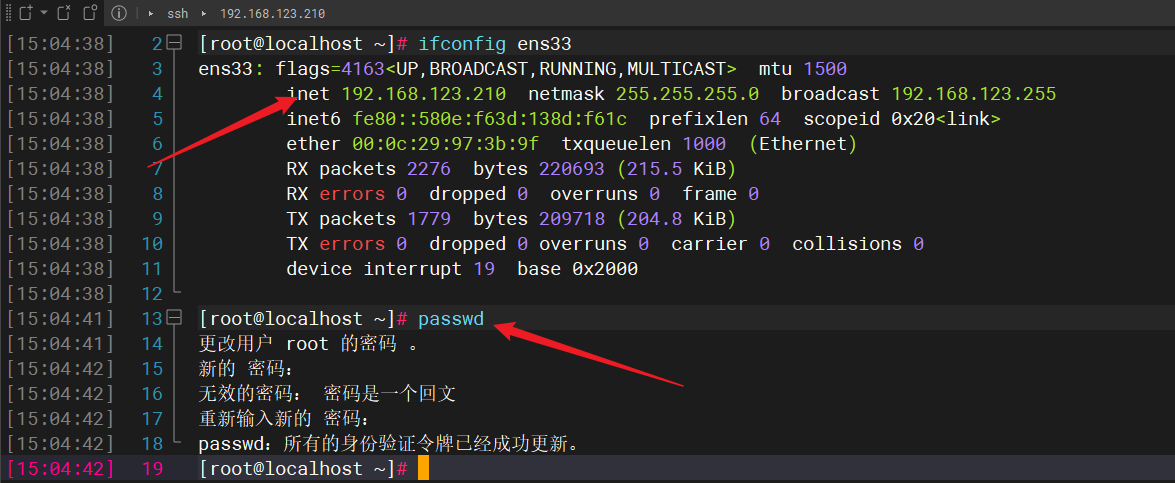 ssh 192.168.123.210
[15:04:38] 2 [root@localhost ~]# ifconfig ens33
[15:04:38] 3 ens33: flags=4163<UP,BROADCAST,RUNNING,MULTICAST>  mtu 1500
[15:04:38] 4 inet 192.168.123.210  netmask 255.255.255.0  broadcast 192.168.123.255
[15:04:38] 5 inet6 fe80::580e:f63d:138d:f61c  prefixlen 64  scopeid 0x20<link>
[15:04:38] 6 ether 00:0c:29:97:3b:9f  txqueuelen 1000  (Ethernet)
[15:04:38] 7 RX packets 2276  bytes 220693 (215.5 KiB)
[15:04:38] 8 RX errors 0  dropped 0  overruns 0  frame 0
[15:04:38] 9 TX packets 1779  bytes 209718 (204.8 KiB)
[15:04:38] 10 TX errors 0  dropped 0 overruns 0  carrier 0  collisions 0
[15:04:38] 11 device interrupt 19  base 0x2000
[15:04:38] 12
[15:04:41] 13 [root@localhost ~]# passwd
[15:04:41] 14 更改用户 root 的密码 。
[15:04:42] 15 新的 密码：
[15:04:42] 16 无效的密码： 密码是一个回文
[15:04:42] 17 重新输入新的 密码：
[15:04:42] 18 passwd：所有的身份验证令牌已经成功更新。
[15:04:42] 19 [root@localhost ~]#